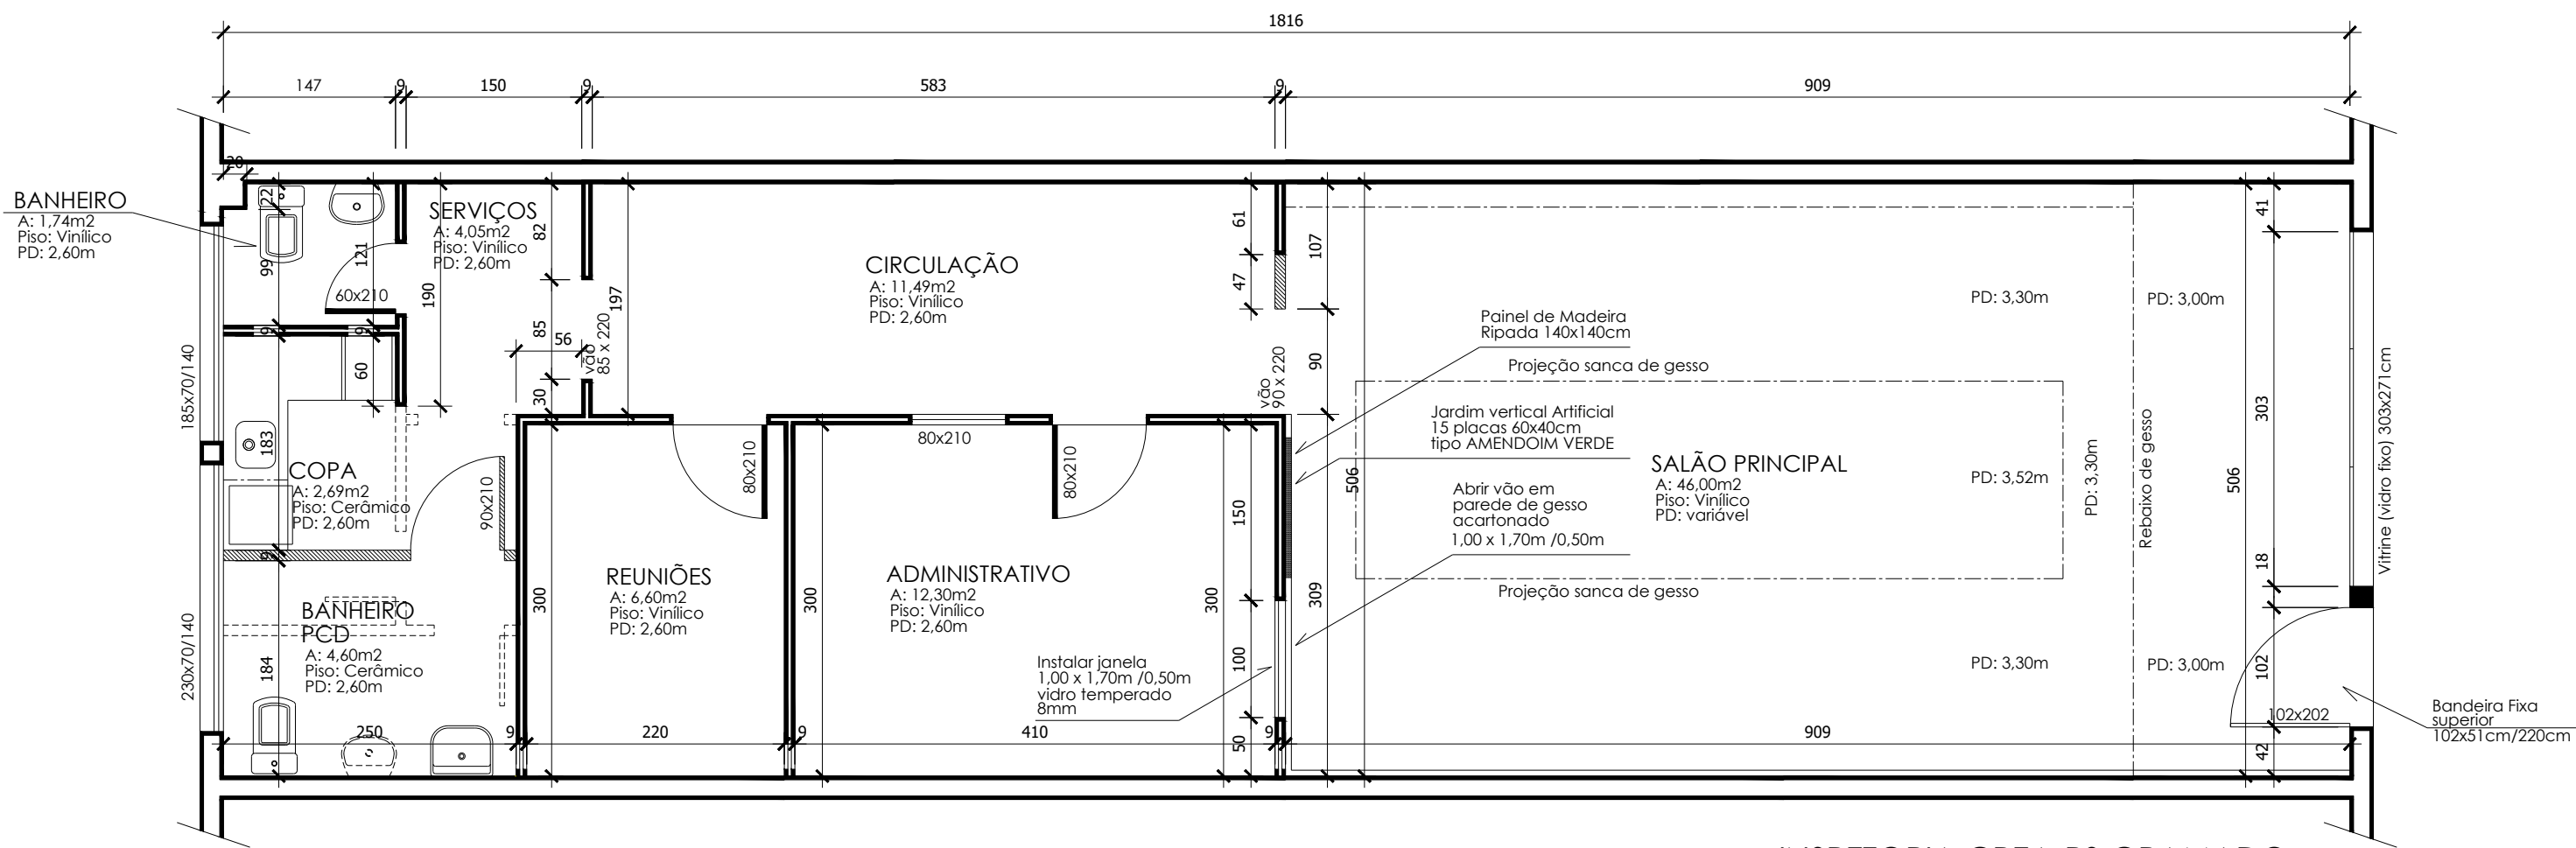 1816
147
9
150
9
583
9
909
20
BANHEIRO
A: 1,74m2
Piso: Vinílico
PD: 2,60m
22
99
121
60x210
9
9
SERVIÇOS
A: 4,05m2
Piso: Vinílico
PD: 2,60m
82
190
85
56
30
vão
85 x 220
197
CIRCULAÇÃO
A: 11,49m2
Piso: Vinílico
PD: 2,60m
61
47
107
90
vão
90 x 220
185x70/140
60
183
COPA
A: 2,69m2
Piso: Cerâmico
PD: 2,60m
90x210
9
230x70/140
BANHEIRO
PCD
A: 4,60m2
Piso: Cerâmico
PD: 2,60m
184
250
9
300
REUNIÕES
A: 6,60m2
Piso: Vinílico
PD: 2,60m
80x210
220
9
300
80x210
80x210
ADMINISTRATIVO
A: 12,30m2
Piso: Vinílico
PD: 2,60m
410
9
300
150
100
50
Instalar janela
1,00 x 1,70m /0,50m
vidro temperado
8mm
309
506
Painel de Madeira
Ripada 140x140cm
Projeção sanca de gesso
Jardim vertical Artificial
15 placas 60x40cm
tipo AMENDOIM VERDE
Abrir vão em
parede de gesso
acartonado
1,00 x 1,70m /0,50m
SALÃO PRINCIPAL
A: 46,00m2
Piso: Vinílico
PD: variável
Projeção sanca de gesso
PD: 3,30m
PD: 3,00m
PD: 3,52m
PD: 3,30m
Rebaixo de gesso
PD: 3,30m
PD: 3,00m
909
506
41
303
18
102
42
102x202
Vitrine (vidro fixo) 303x271cm
Bandeira Fixa
superior
102x51cm/220cm